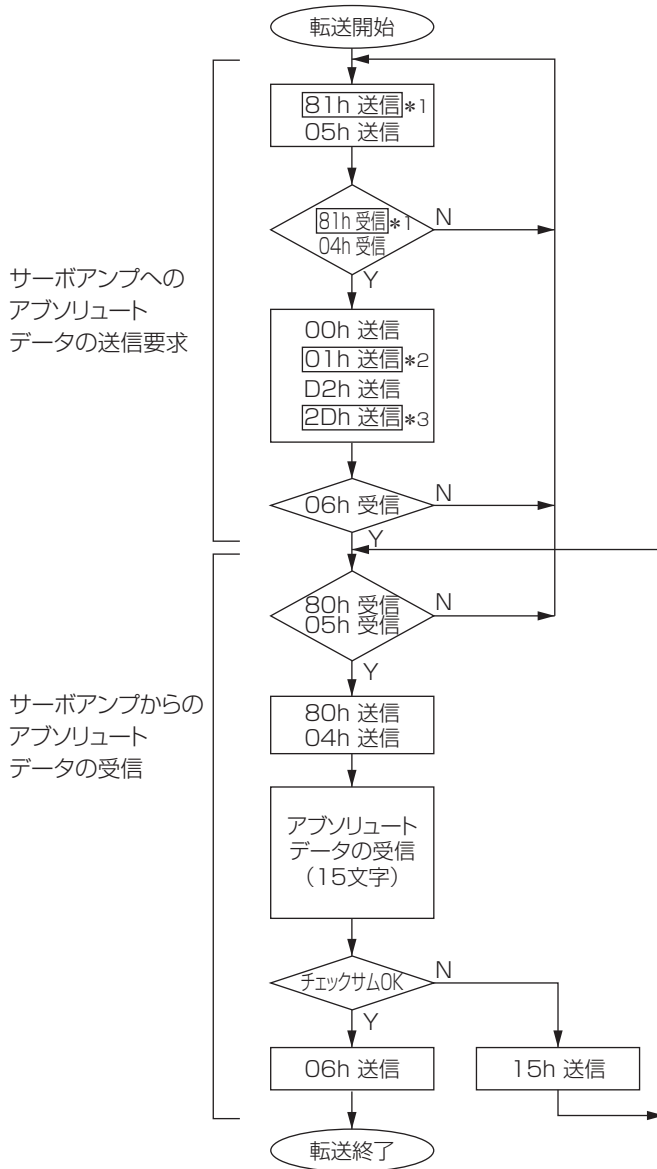 転送開始
81h 送信*1
05h 送信
81h 受信*1
04h 受信
N
Y
サーボアンプへの
アブソリュート
データの送信要求
00h 送信
01h 送信*2
D2h 送信
2Dh 送信*3
06h 受信
N
Y
80h 受信
05h 受信
N
Y
サーボアンプからの
アブソリュート
データの受信
80h 送信
04h 送信
アブソリュート
データの受信
(15文字)
チェックサムOK
N
Y
06h 送信
15h 送信
転送終了